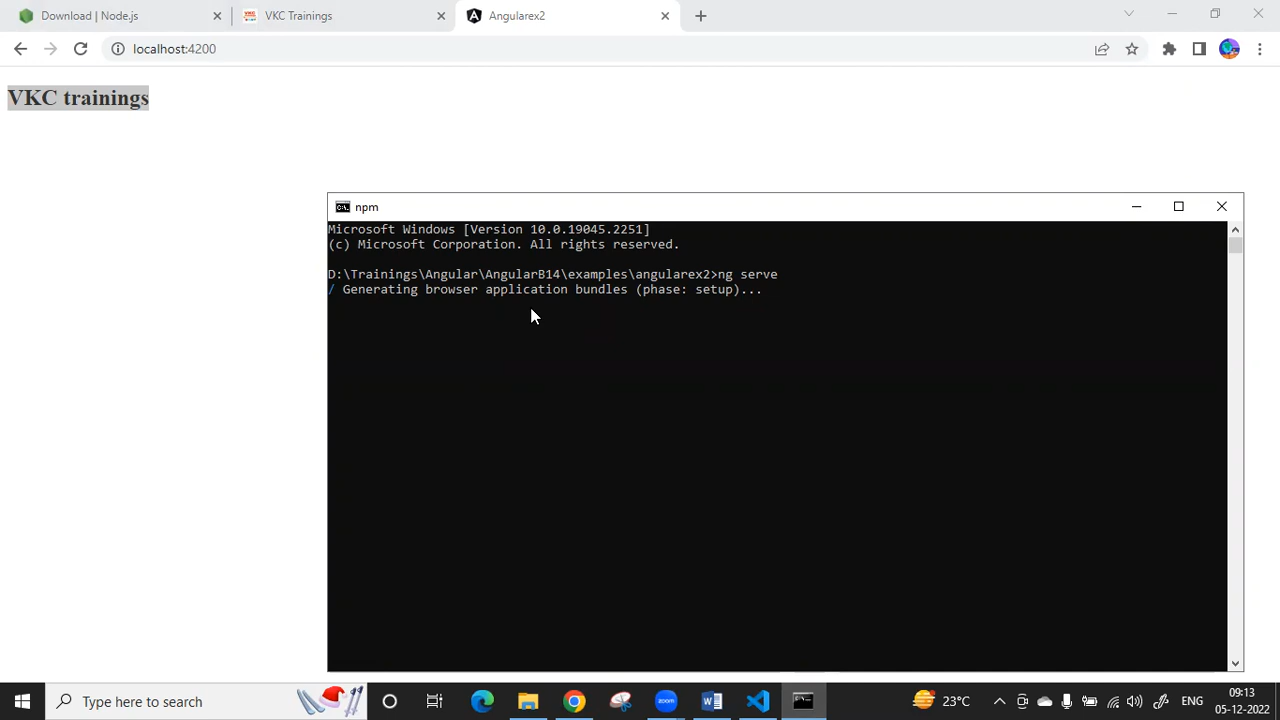 Download | Node.js
VKC Trainings
Angularex2
localhost:4200
VKC trainings
npm
Microsoft Windows [Version 10.0.19045.2251]
(c) Microsoft Corporation. All rights reserved.
D:\Trainings\Angular\AngularB14\examples\angularex2>ng serve
/ Generating browser application bundles (phase: setup)...
Type here to search
zoom
23°C
ENG
09:13
05-12-2022